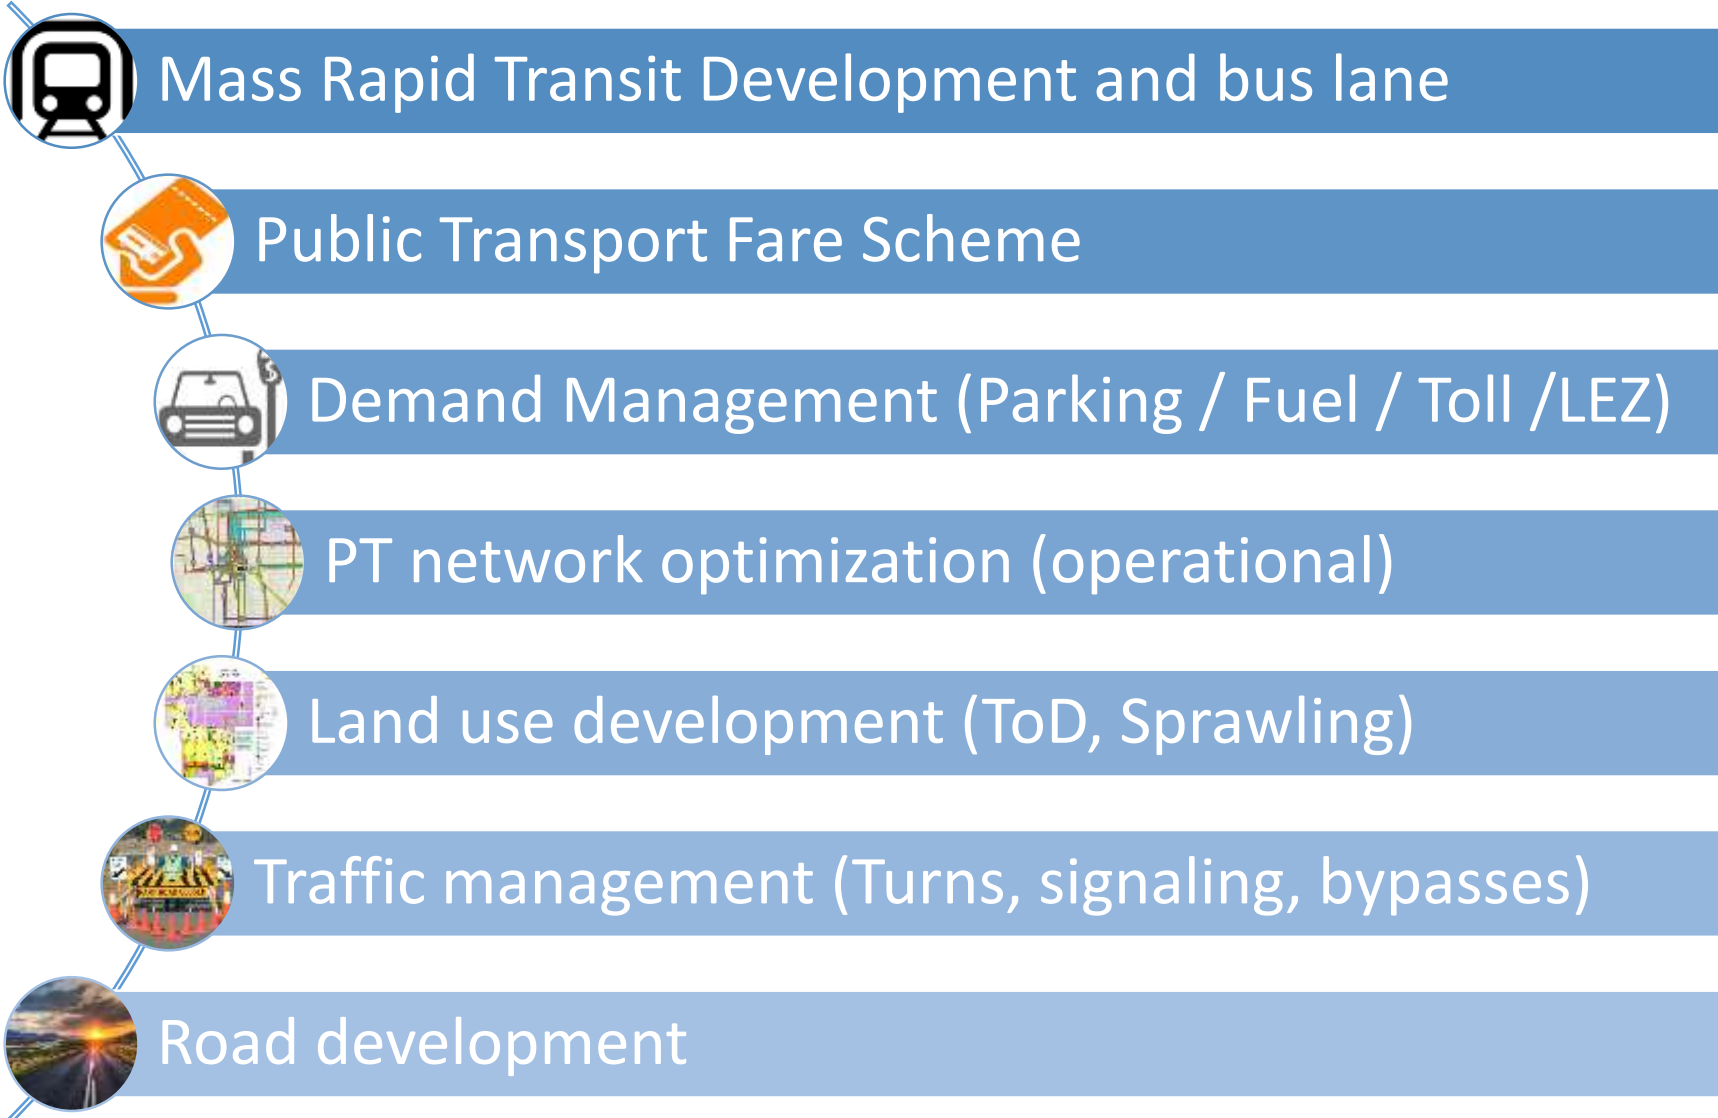 Mass Rapid Transit Development and bus lane
Public Transport Fare Scheme
Demand Management (Parking / Fuel / Toll /LEZ)
PT network optimization (operational)
Land use development (ToD, Sprawling)
Traffic management (Turns, signaling, bypasses)
Road development